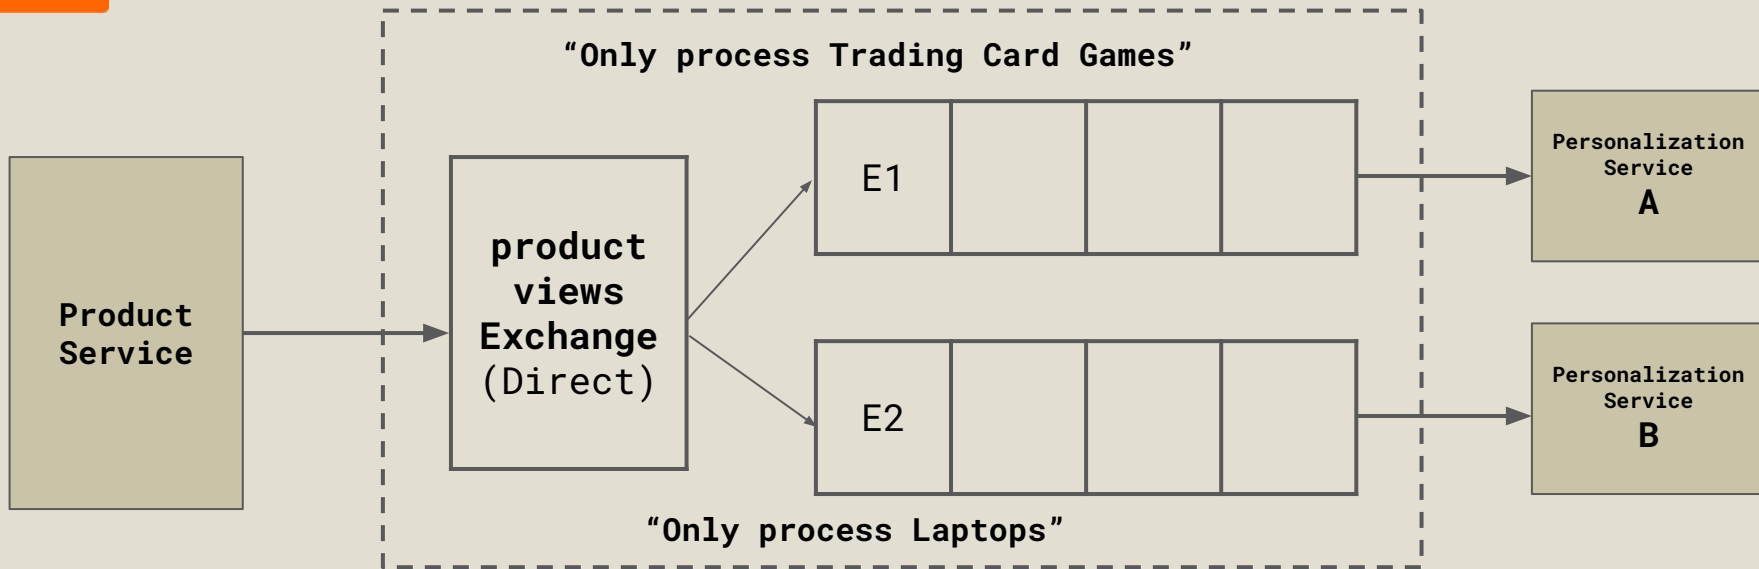 “Only process Trading Card Games”
Product
Service
product
views
Exchange
(Direct)
E1
E2
“Only process Laptops”
Personalization
Service
A
Personalization
Service
B